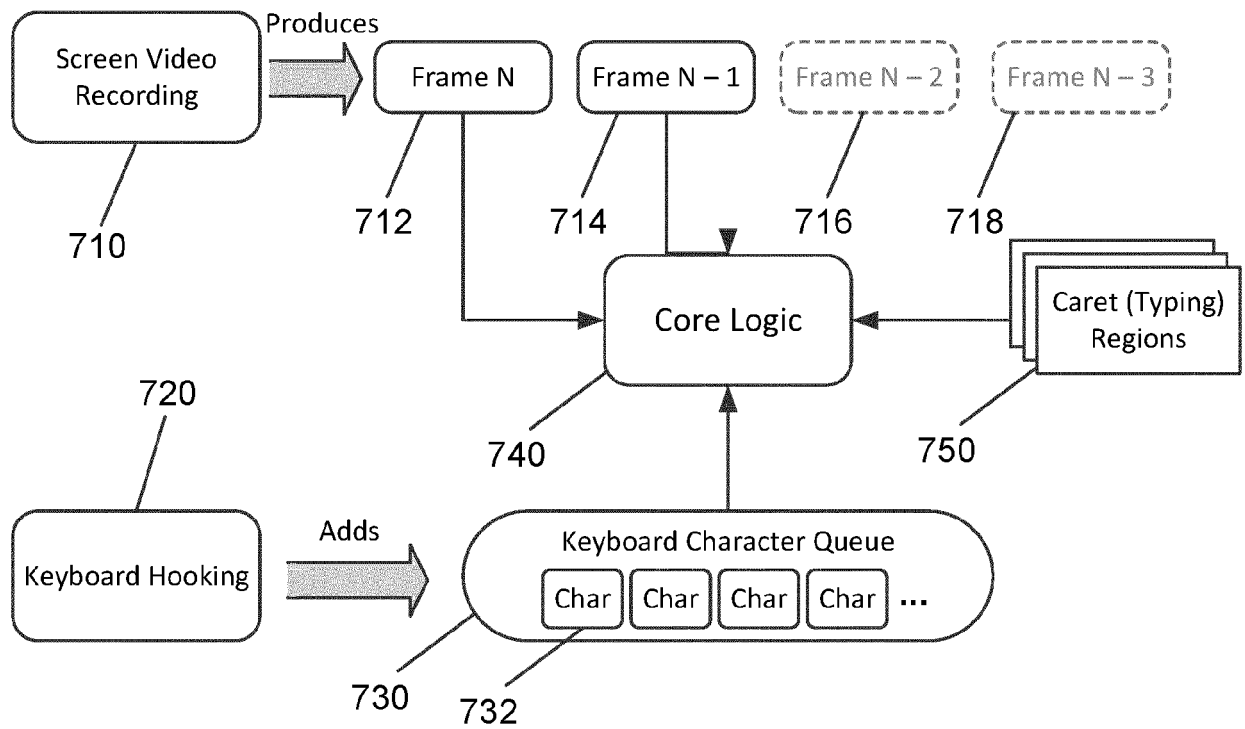 Produces
Screen Video
Recording
Frame N
Frame N – 1
Frame N – 2
Frame N – 3
710
712
714
716
718
Core Logic
Caret (Typing)
Regions
720
740
750
Keyboard Hooking
Adds
Keyboard Character Queue
Char Char Char Char ...
730
732